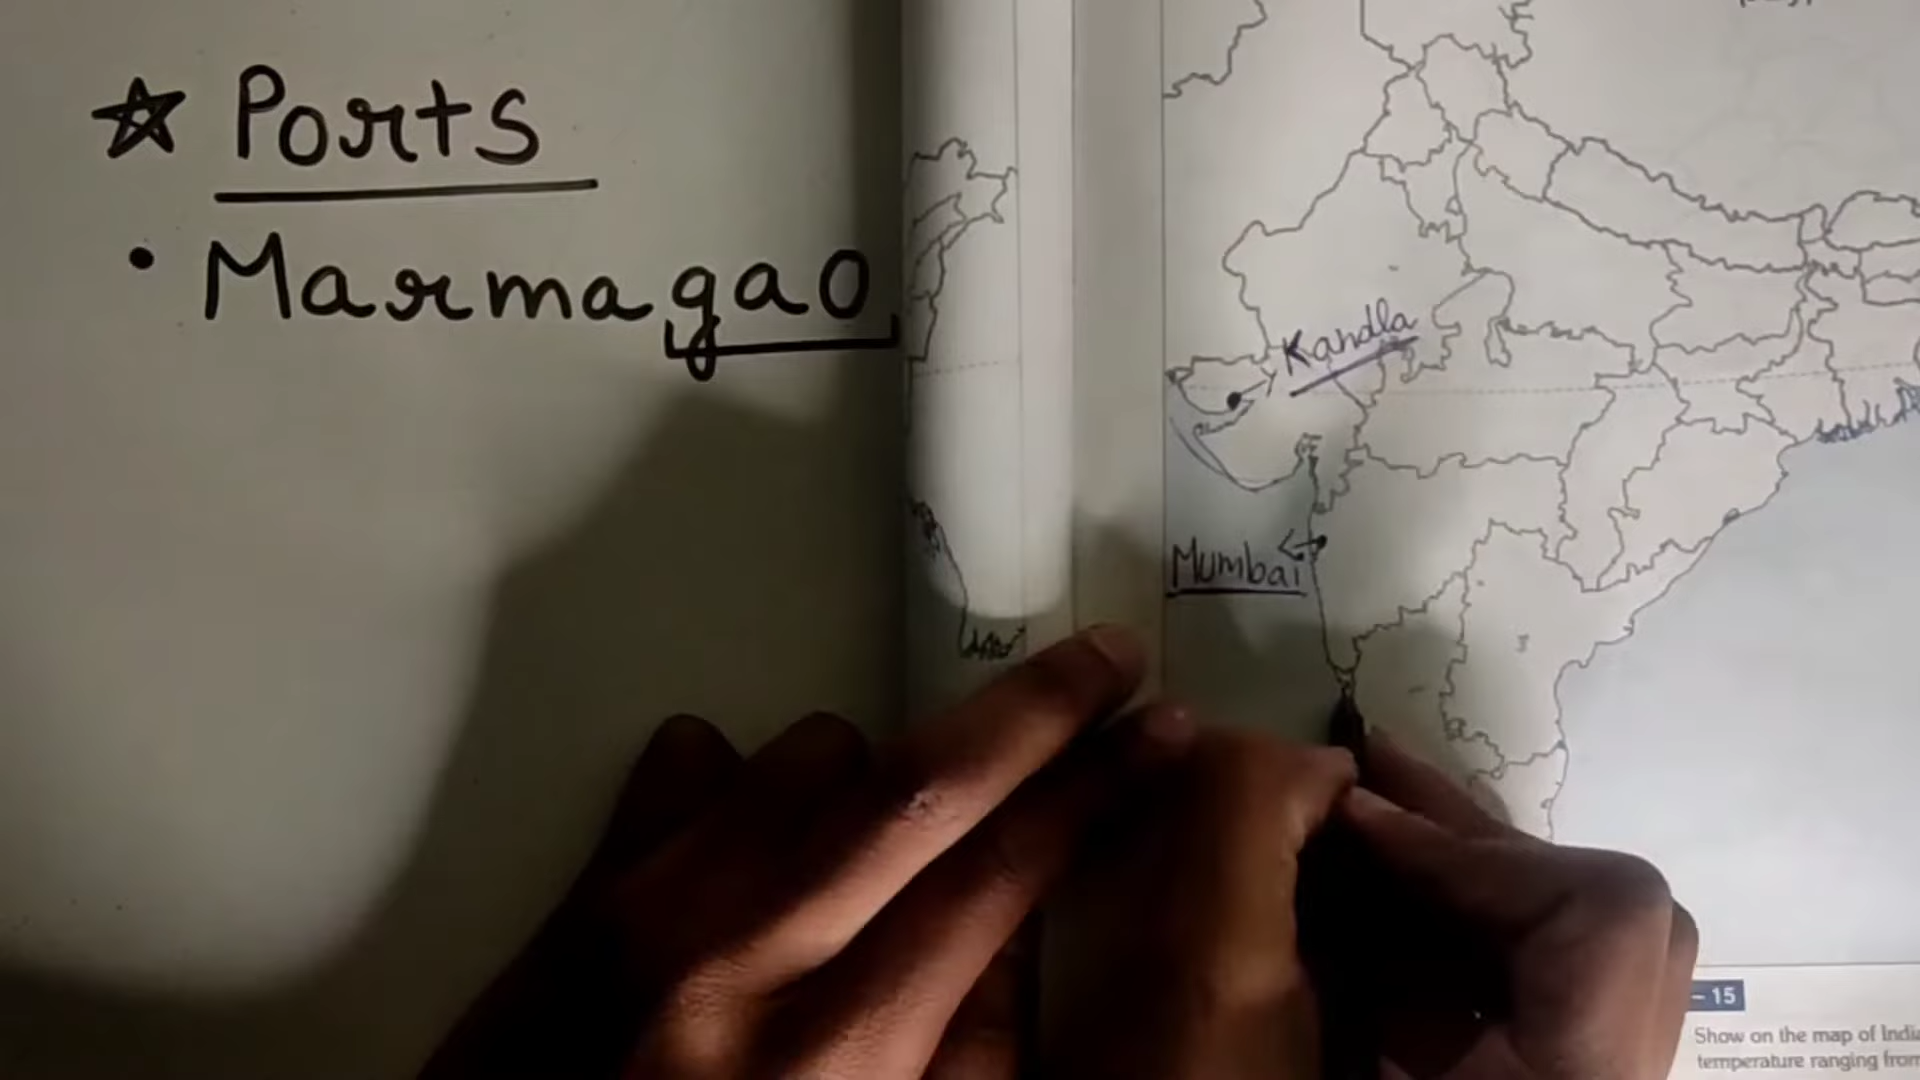 ☆ Ports
• Marmagao
Kandla
Mumbai
- 15
Show on the map of India
temperature ranging from